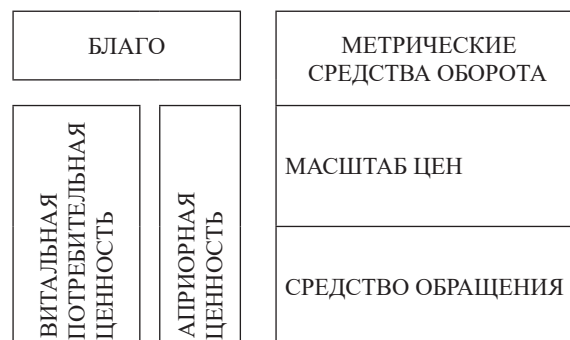 БЛАГО
МЕТРИЧЕСКИЕ
СРЕДСТВА ОБОРОТА
ВИТАЛЬНАЯ
ПОТРЕБИТЕЛЬНАЯ
ЦЕННОСТЬ
АПРИОРНАЯ
ЦЕННОСТЬ
МАСШТАБ ЦЕН
СРЕДСТВО ОБРАЩЕНИЯ